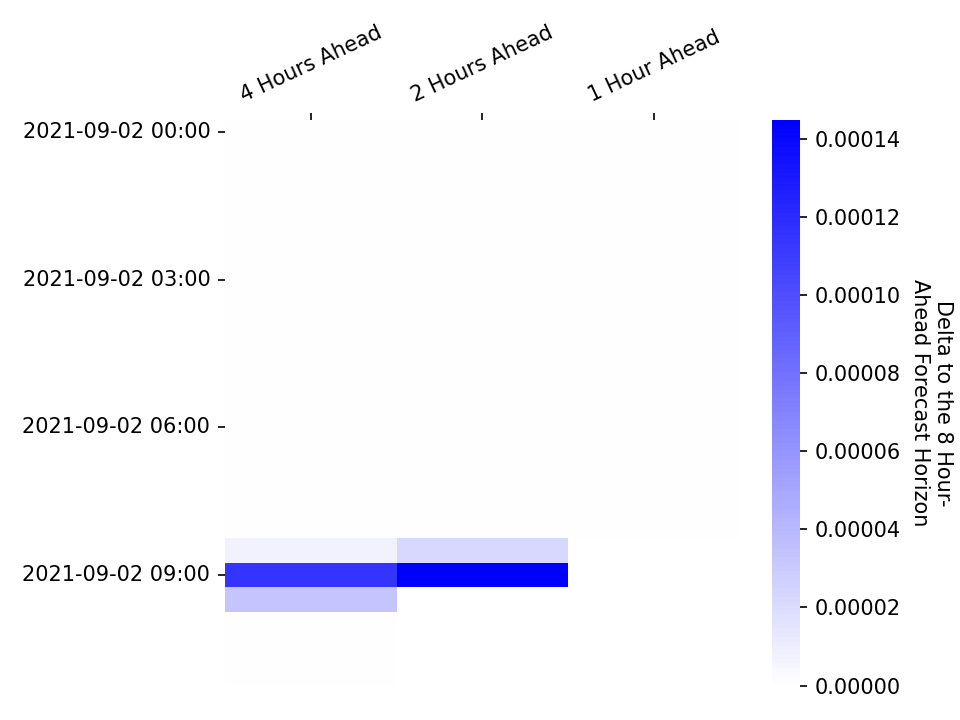 4 Hours Ahead
2 Hours Ahead
1 Hour Ahead
2021-09-02 00:00
2021-09-02 03:00
2021-09-02 06:00
2021-09-02 09:00
0.00014
0.00012
0.00010
0.00008
0.00006
0.00004
0.00002
0.00000
Delta to the 8 Hour-
Ahead Forecast Horizon